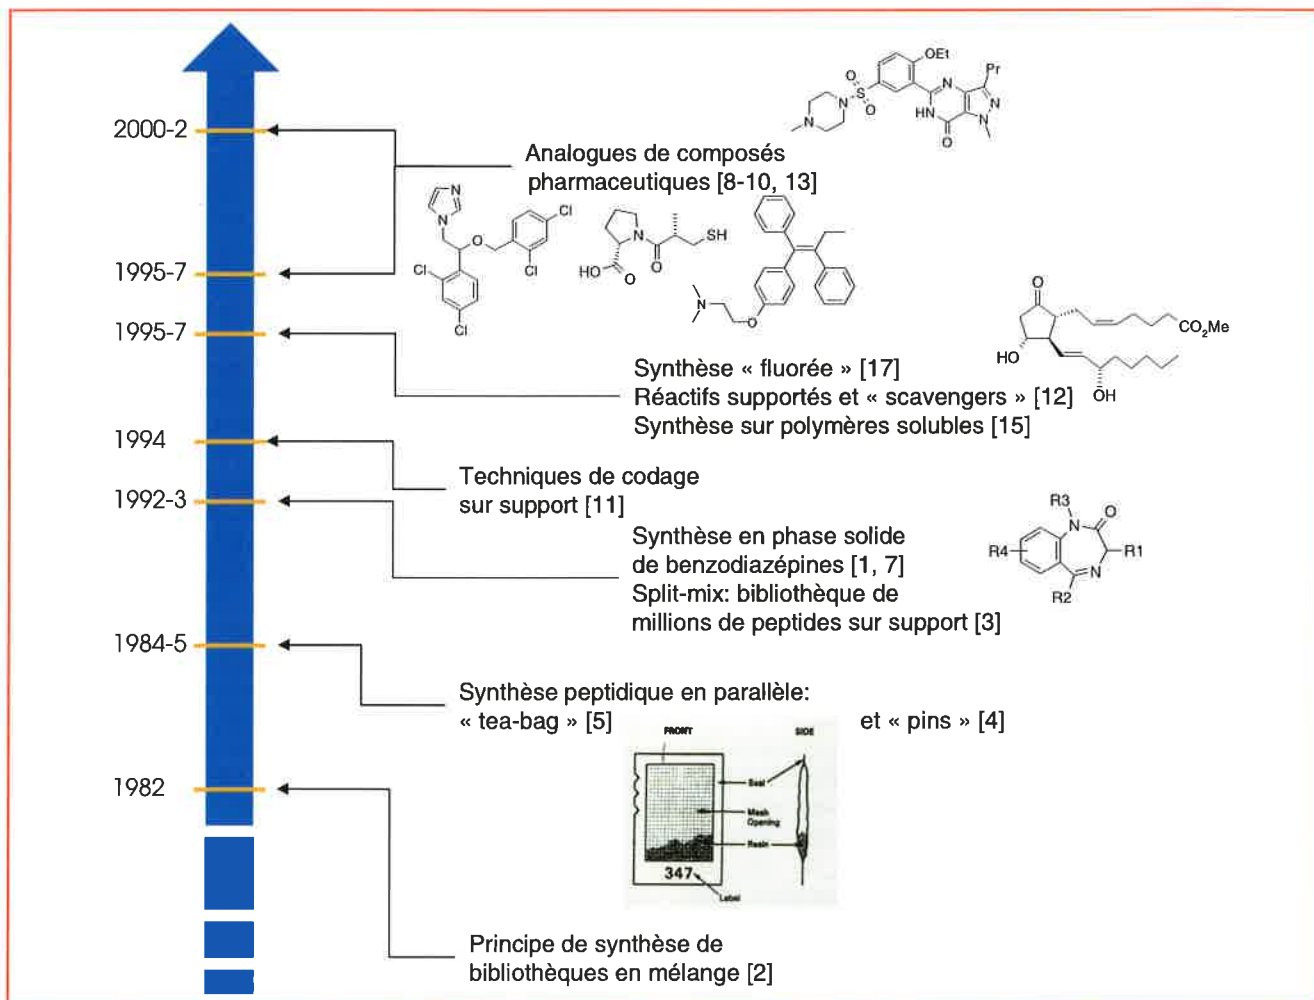 OEt
Pr
O
S
O
N
N
N
HN
N
N
O
2000-2
Analogues de composés
pharmaceutiques [8-10, 13]
N
N
O
Cl
Cl
Cl
Cl
N
O
HO
O
SH
N
O
1995-7
1995-7
O
CO2Me
HO
OH
Synthèse « fluorée » [17]
Réactifs supportés et « scavengers » [12]
Synthèse sur polymères solubles [15]
1994
Techniques de codage
sur support [11]
1992-3
Synthèse en phase solide
de benzodiazépines [1, 7]
Split-mix: bibliothèque de
millions de peptides sur support [3]
R3
N
O
R4
R1
N
R2
1984-5
Synthèse peptidique en parallèle:
« tea-bag » [5] et « pins » [4]
FRONT SIDE
Seal
Mesh
Opening
Resin
347
Label
1982
Principe de synthèse de
bibliothèques en mélange [2]